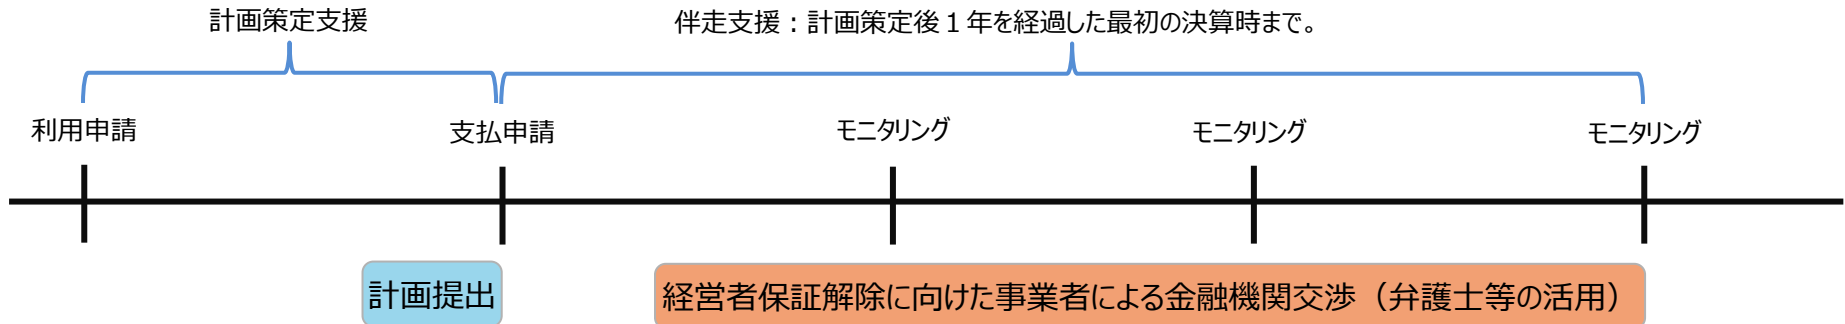 計画策定支援
伴走支援：計画策定後１年を経過した最初の決算時まで。
利用申請
支払申請
モニタリング
モニタリング
モニタリング
計画提出
経営者保証解除に向けた事業者による金融機関交渉（弁護士等の活用）